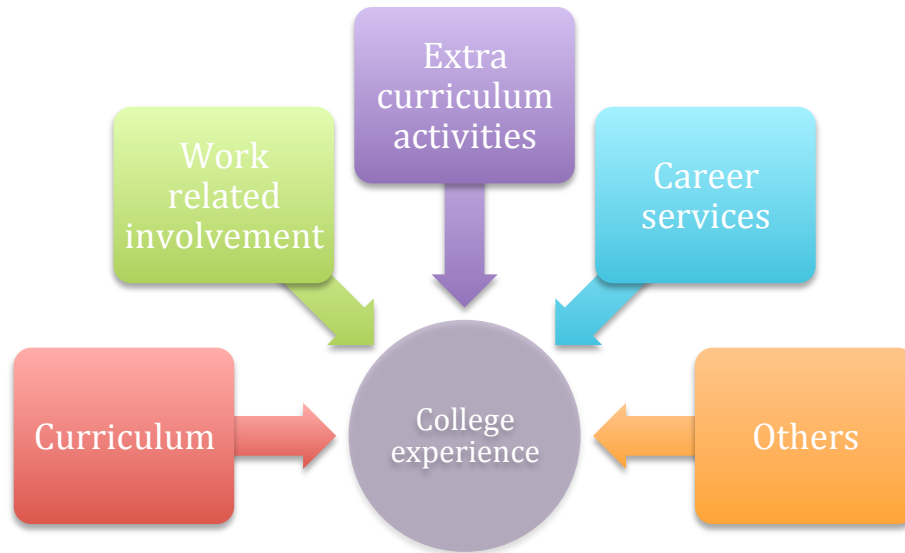 Extra
curriculum
activities
Work
related
involvement
Career
services
Curriculum
College
experience
Others